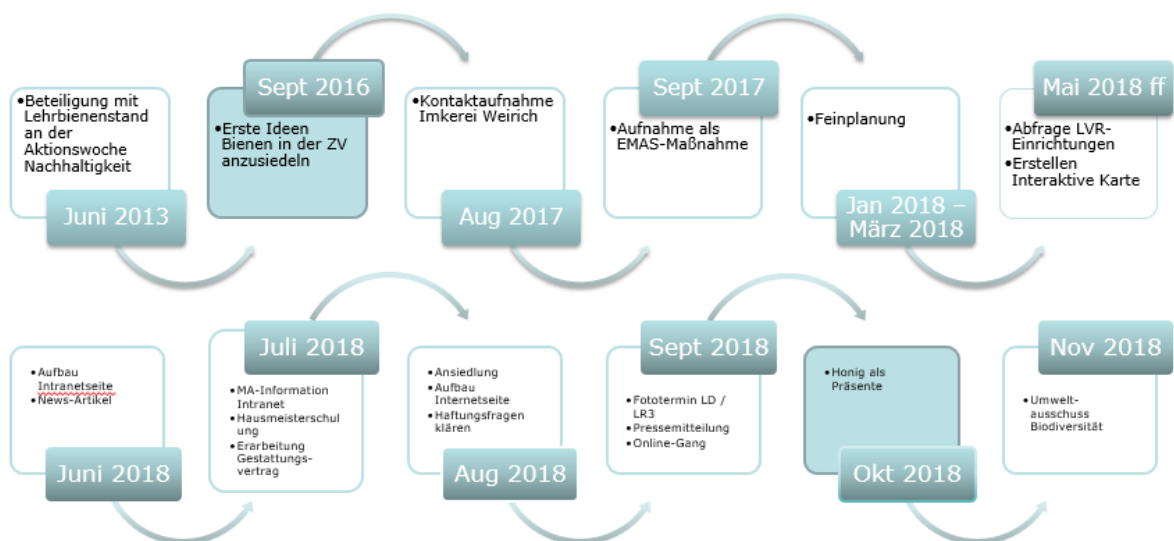 •Beteiligung mit
Lehrbienenstand
an der
Aktionswoche
Nachhaltigkeit
Juni 2013
Sept 2016
•Erste Ideen
Bienen in der ZV
anzusiedeln
•Kontaktaufnahme
Imkerei Weirich
Aug 2017
Sept 2017
•Aufnahme als
EMAS-Maßnahme
•Feinplanung
Jan 2018 –
März 2018
Mai 2018 ff
•Abfrage LVR-
Einrichtungen
•Erstellen
Interaktive Karte
•Aufbau
Intranetseite
•News-Artikel
Juni 2018
Juli 2018
•MA-Information
Intranet
•Hausmeisterschul
ung
•Erarbeitung
Gestattungs-
vertrag
•Ansiedlung
•Aufbau
Internetseite
•Haftungsfragen
klären
Aug 2018
Sept 2018
•Fototermin LD /
LR3
•Pressemitteilung
•Online-Gang
•Honig als
Präsente
Okt 2018
Nov 2018
•Umwelt-
ausschuss
Biodiversität